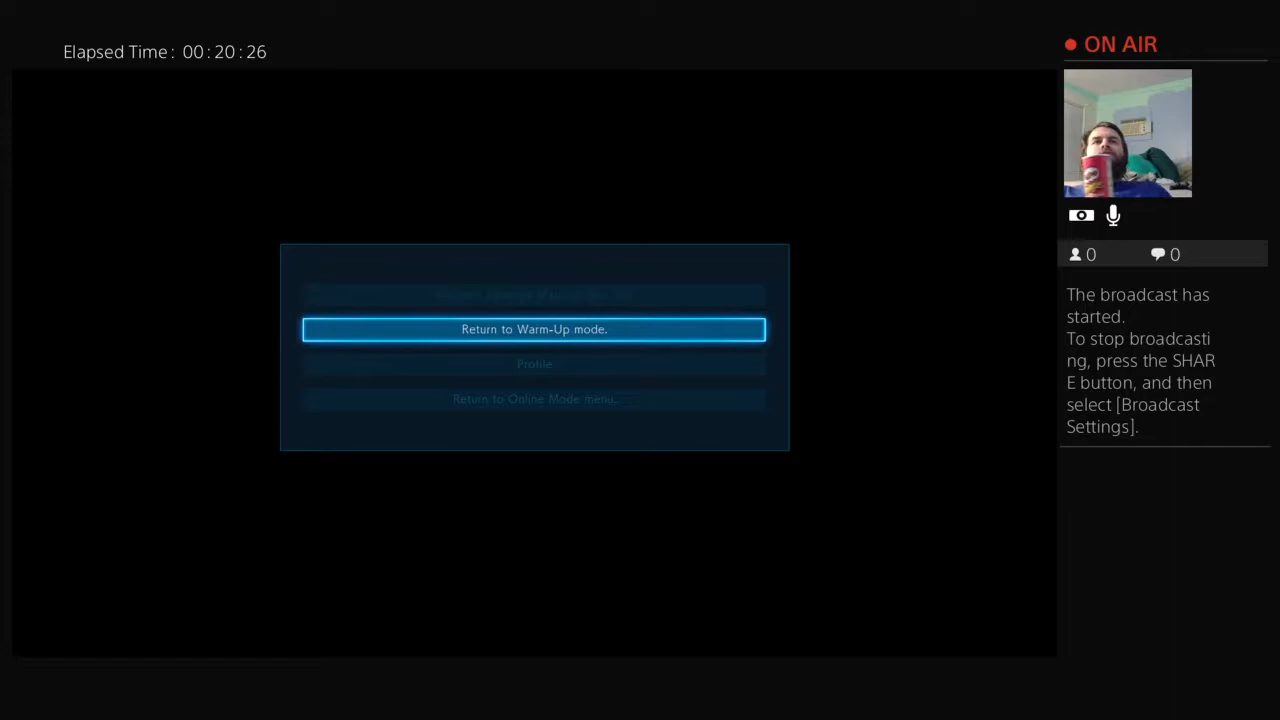 Elapsed Time: 00:20:26
ON AIR
0 0
Return to Warm-Up mode.
Profile
Return to Online Mode menu.
The broadcast has
started.
To stop broadcasti
ng, press the SHAR
E button, and then
select [Broadcast
Settings].